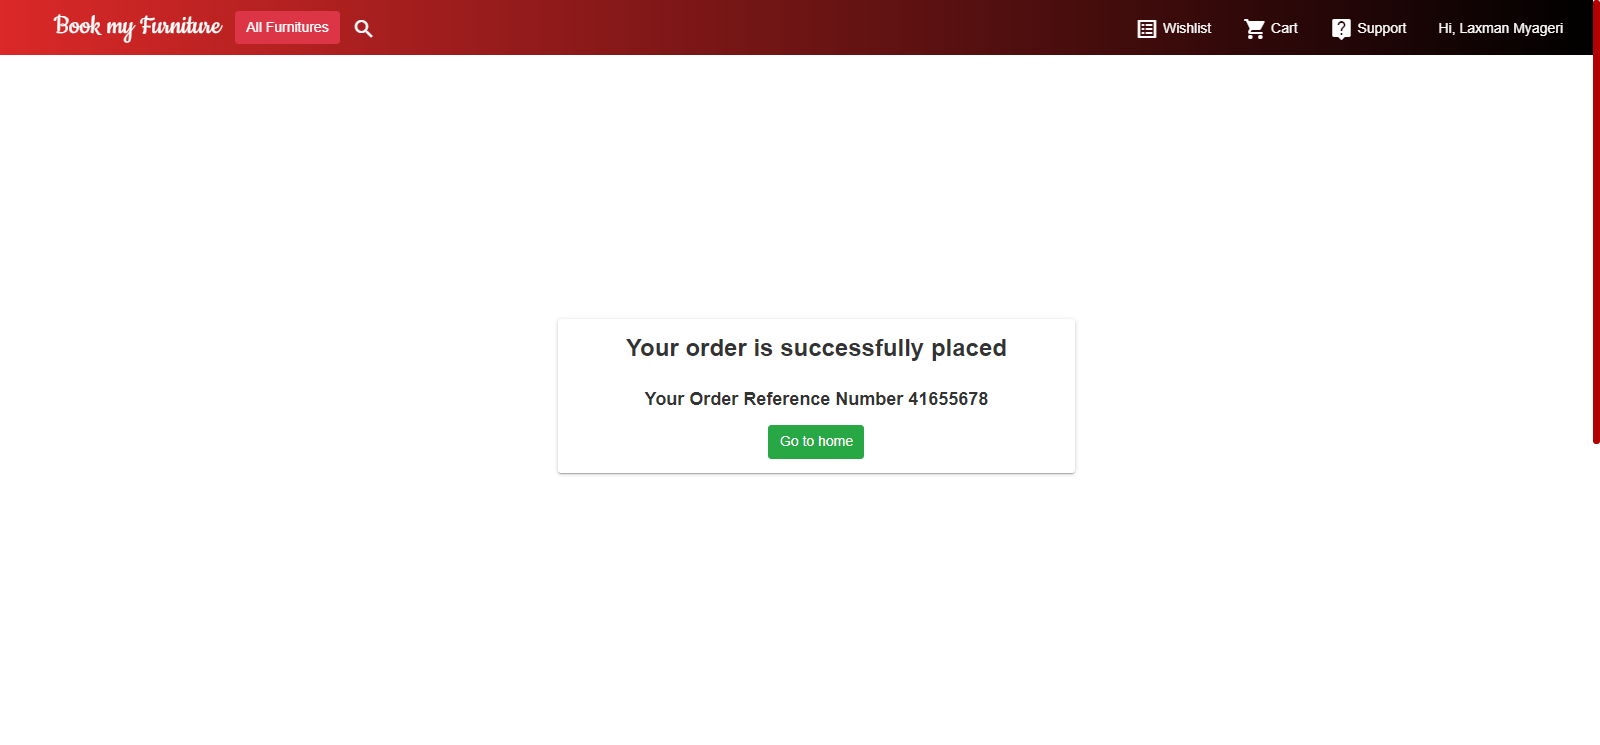 Book my Furniture All Furnitures Wishlist Cart Support Hi, Laxman Myageri
Your order is successfully placed
Your Order Reference Number 41655678
Go to home